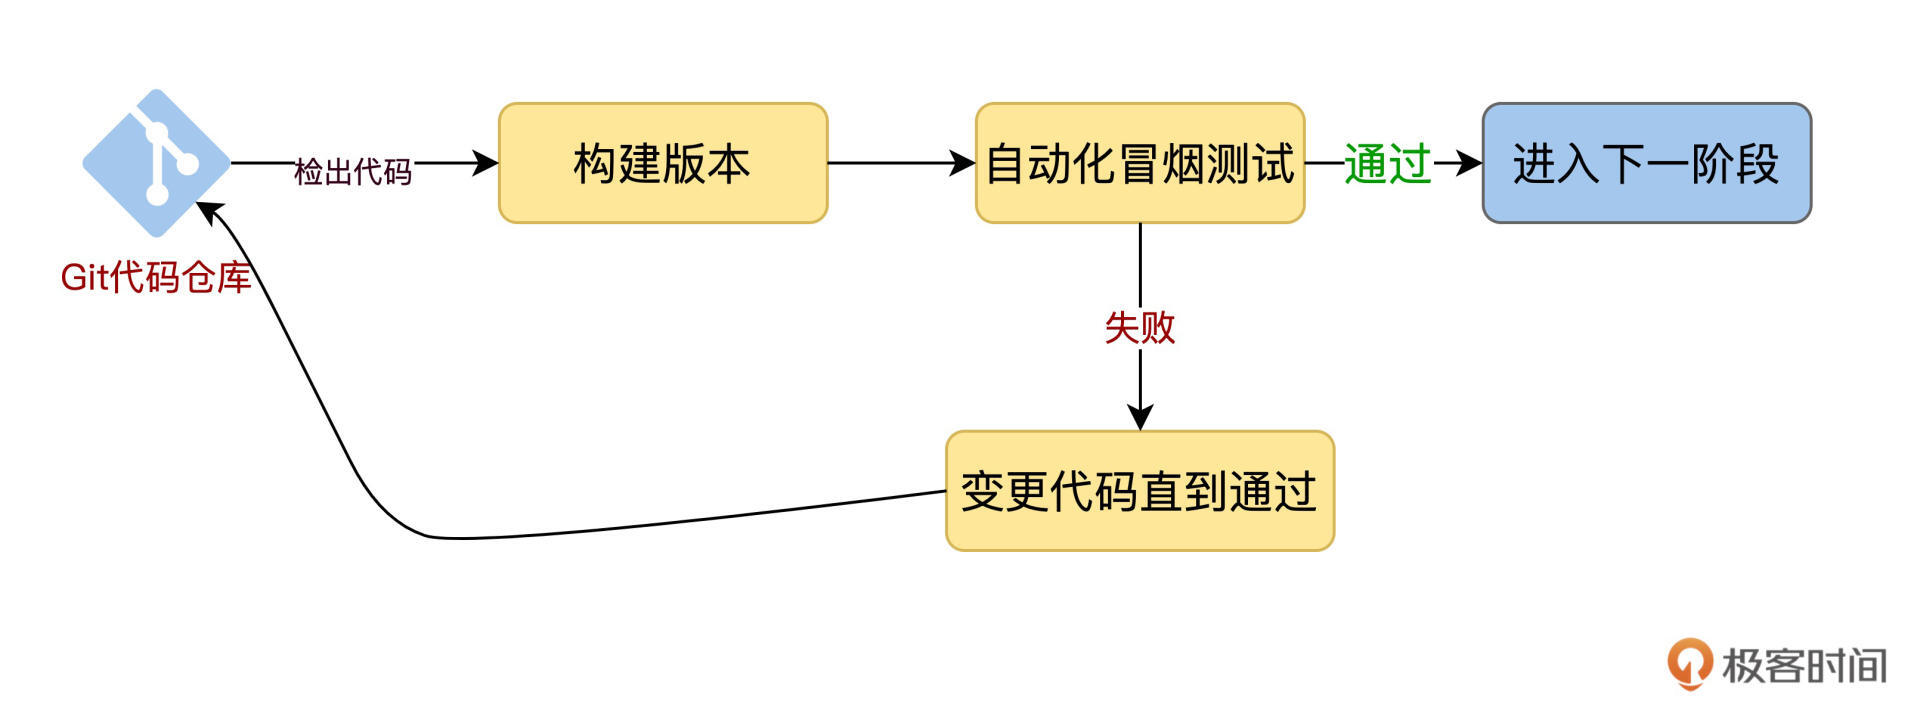 检出代码
构建版本
自动化冒烟测试
通过
进入下一阶段
Git代码仓库
失败
变更代码直到通过
极客时间